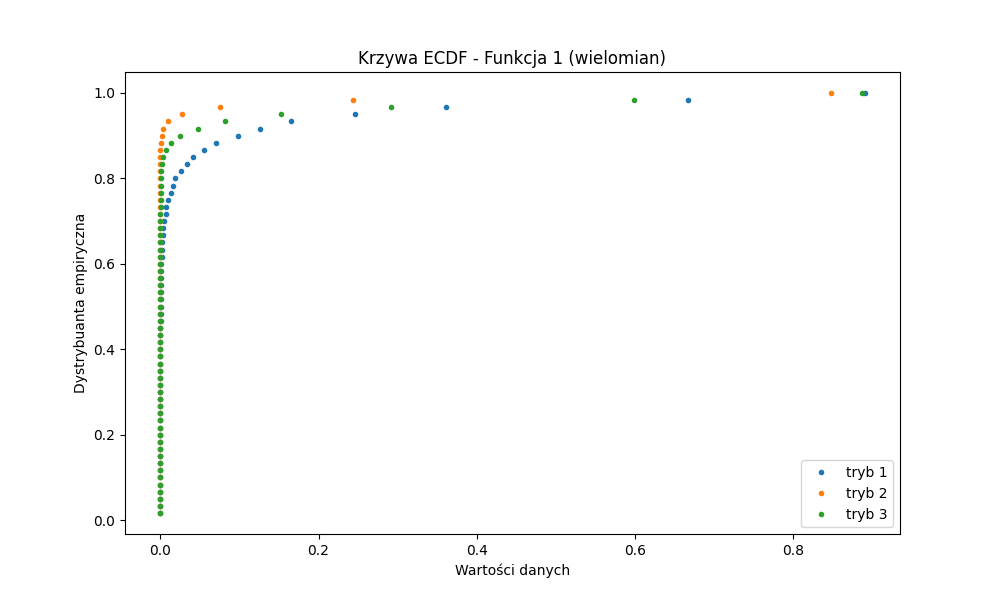 Krzywa ECDF - Funkcja 1 (wielomian)
Dystrybuanta empiryczna
1.0
0.8
0.6
0.4
0.2
0.0
0.0 0.2 0.4 0.6 0.8
Wartości danych
tryb 1
tryb 2
tryb 3